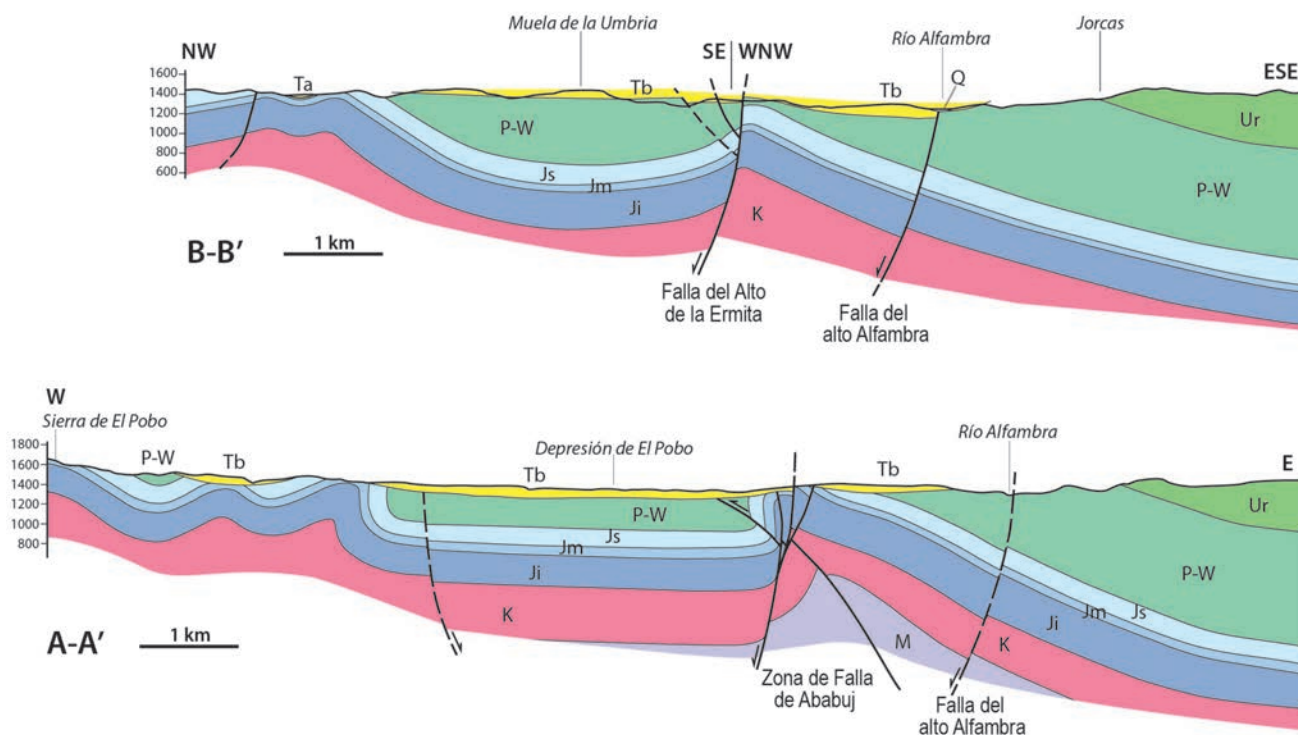 Muela de la Umbria
Río Alfambra
Jorcas
NW
SE
WNW
ESE
1600
1400
1200
1000
800
600
Ta
Tb
Tb
Q
P-W
Ur
P-W
Js
Jm
Ji
K
B-B'
1 km
Falla del Alto
de la Ermita
Falla del
alto Alfambra
W
E
Sierra de El Pobo
Depresión de El Pobo
Río Alfambra
1800
1600
1400
1200
1000
800
P-W
Tb
Tb
Tb
Ur
P-W
Js
Jm
Ji
K
P-W
Js
Jm
Ji
K
M
A-A'
1 km
Zona de Falla
de Ababuj
Falla del
alto Alfambra